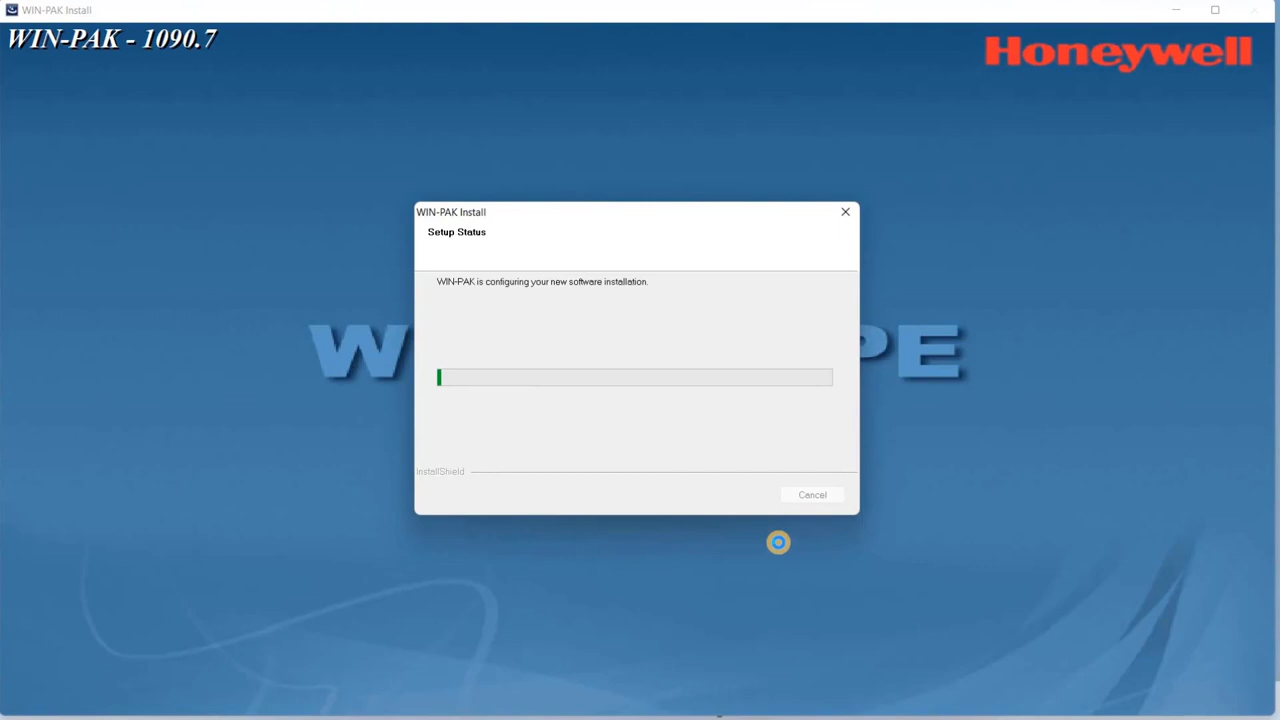 WIN-PAK Install
WIN-PAK - 1090.7
Honeywell
WIN-PAK Install
Setup Status
WIN-PAK is configuring your new software installation.
W
PE
InstallShield
Cancel